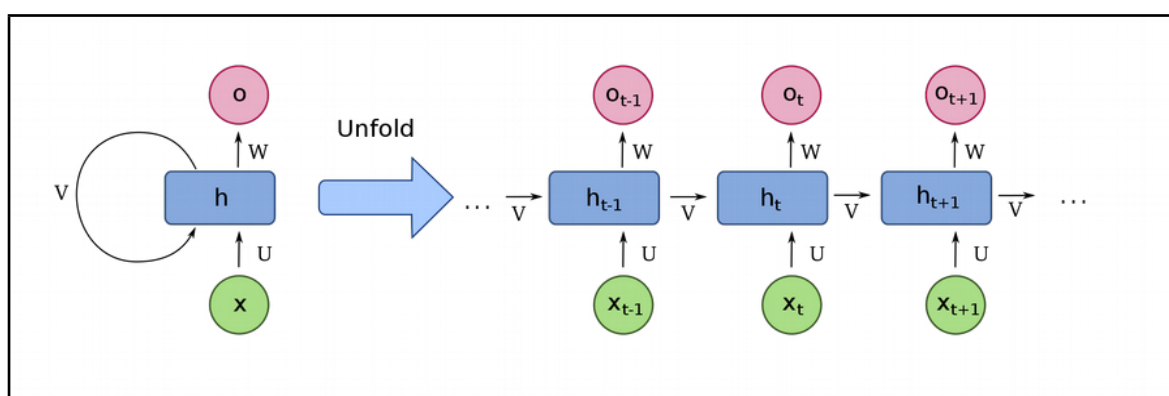 o o_{t-1} o_t o_{t+1}
Unfold
W W W W
V h ... V h_{t-1} V h_t V h_{t+1} V ...
U U U U
x x_{t-1} x_t x_{t+1}